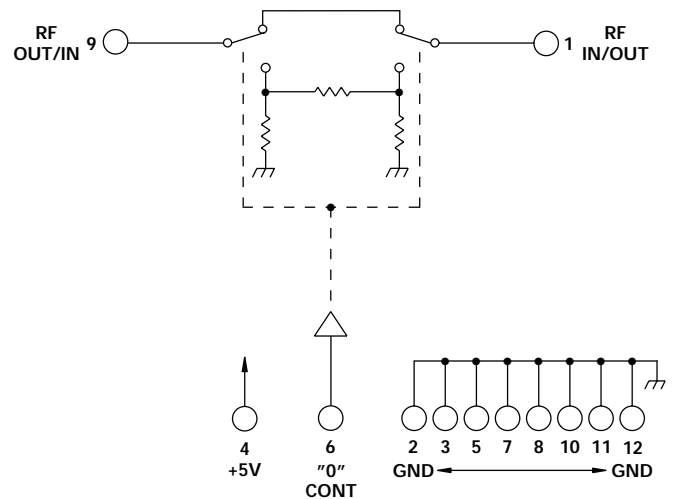 RF
OUT/IN
9
1
RF
IN/OUT
4
+5V
6
"0"
CONT
2 3 5 7 8 10 11 12
GND GND